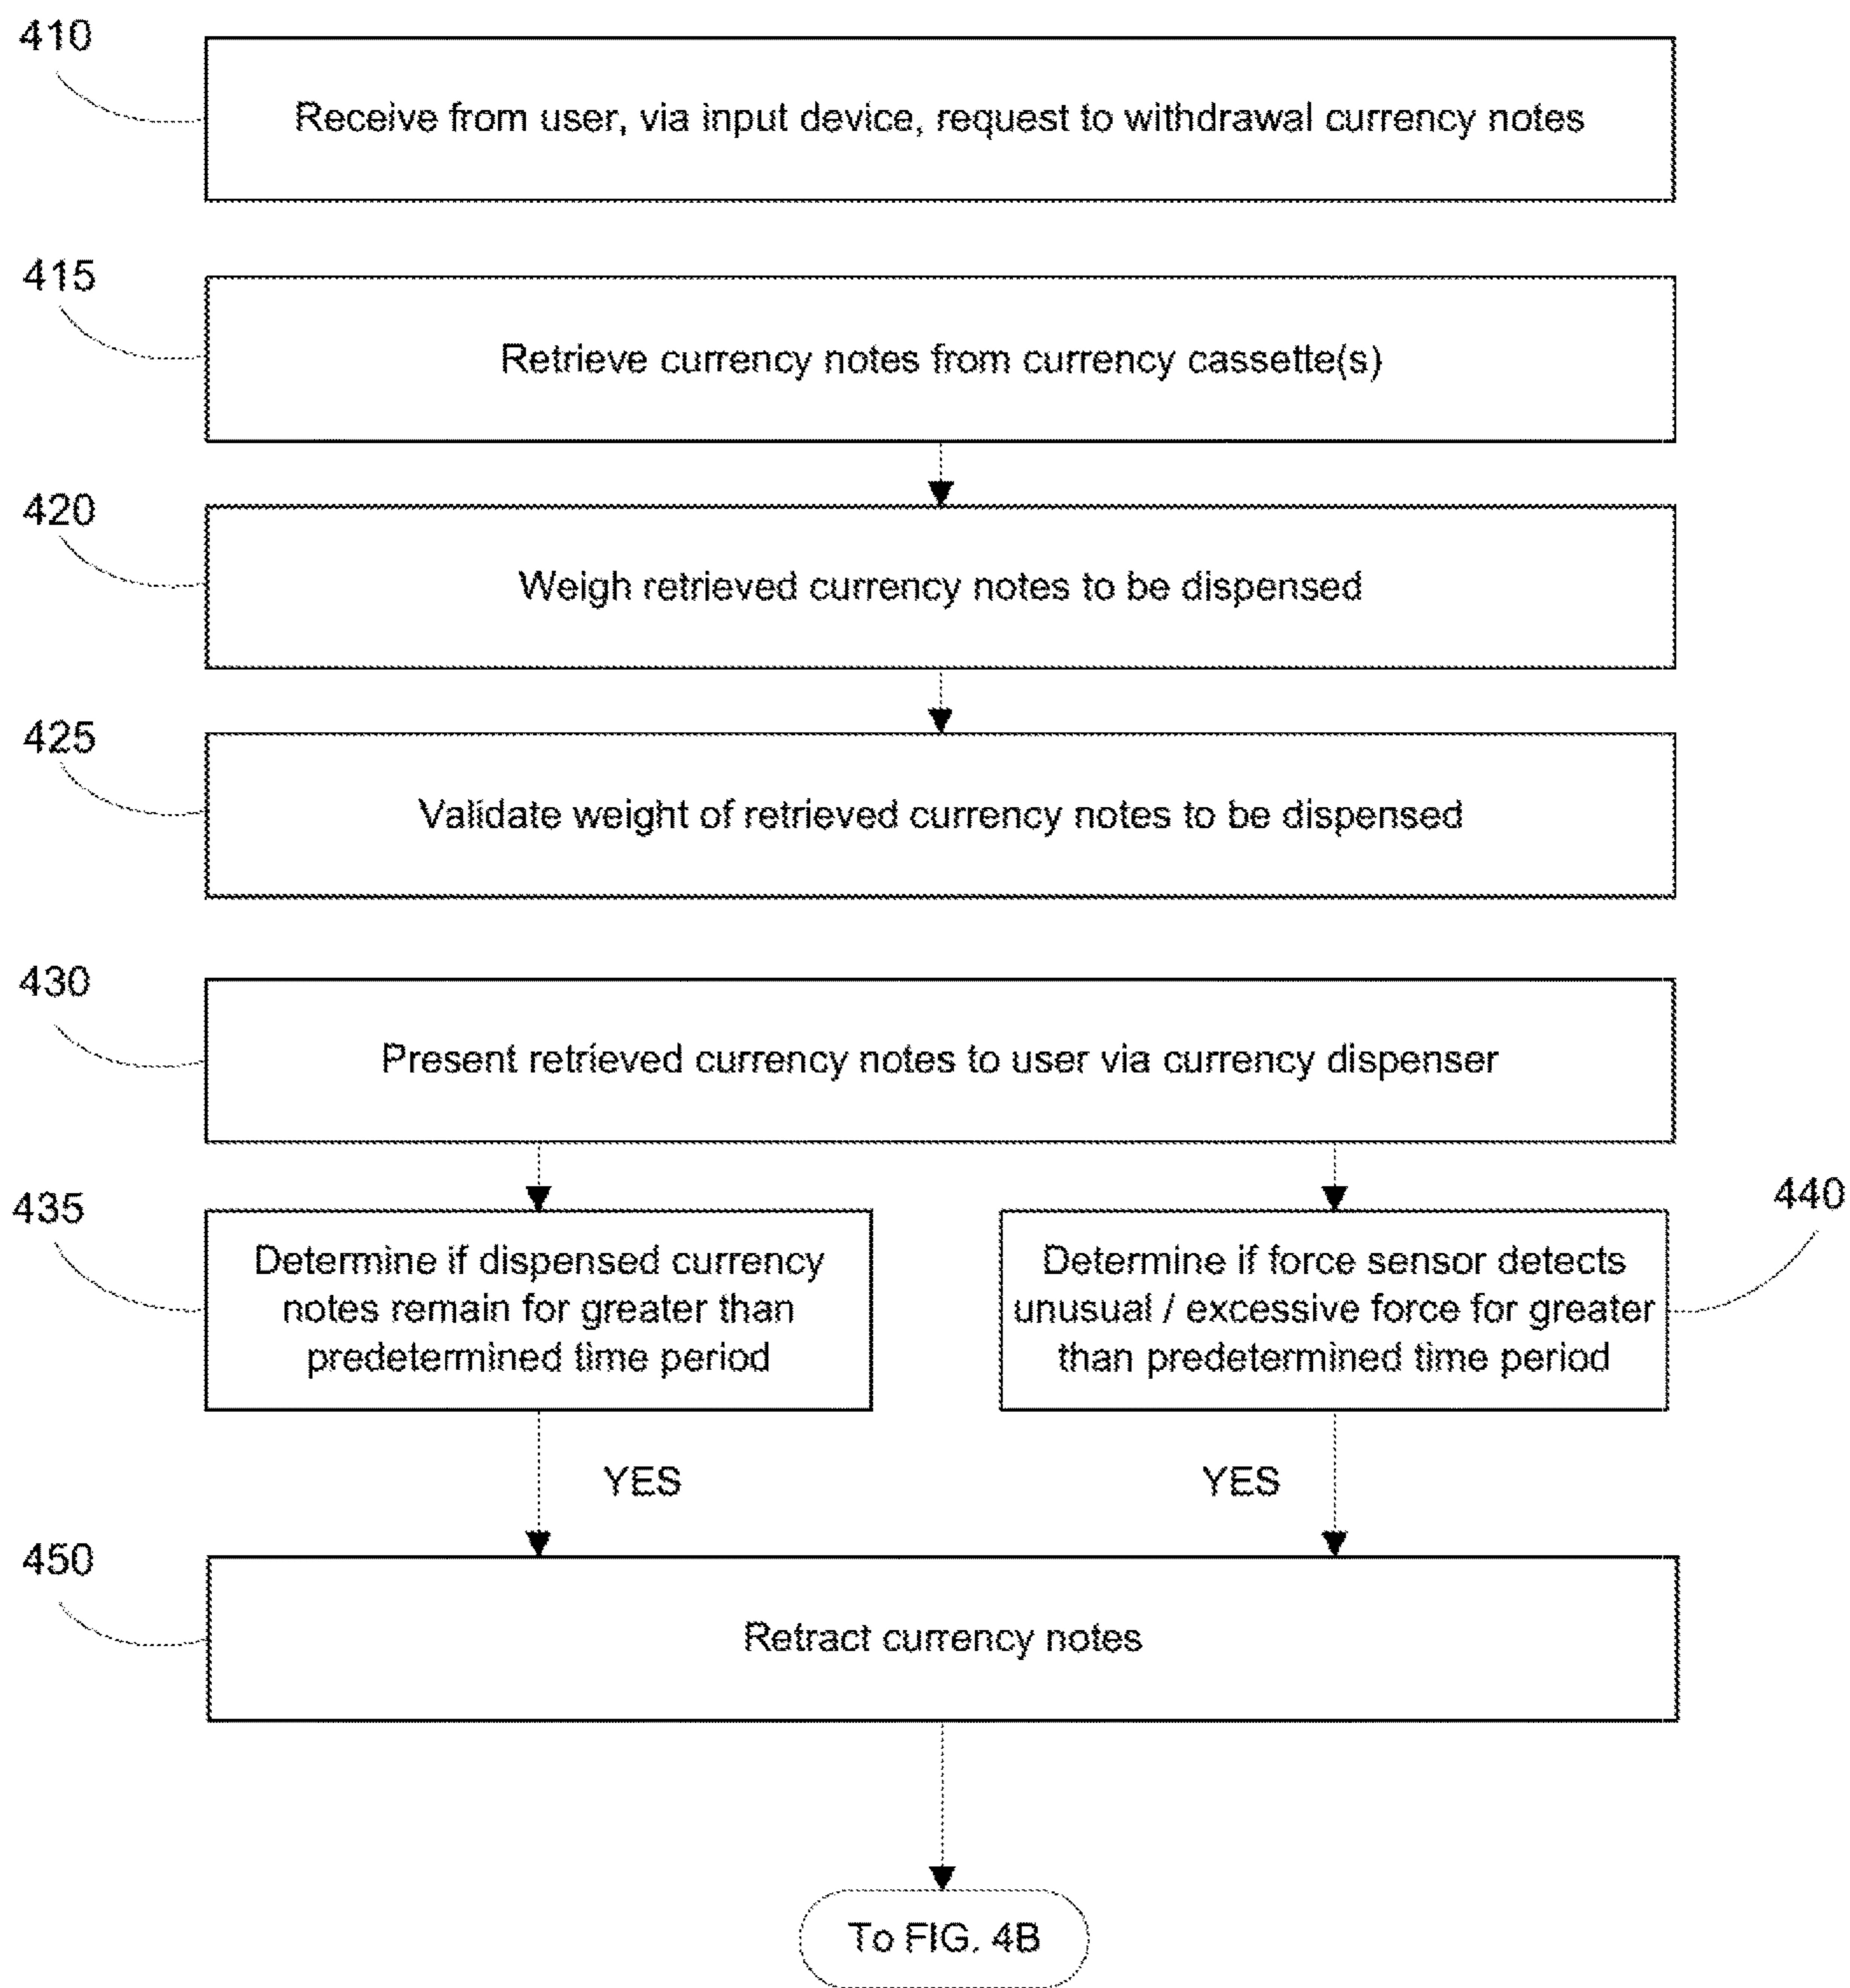 410
Receive from user, via input device, request to withdrawal currency notes
415
Retrieve currency notes from currency cassette(s)
420
Weigh retrieved currency notes to be dispensed
425
Validate weight of retrieved currency notes to be dispensed
430
Present retrieved currency notes to user via currency dispenser
435
Determine if dispensed currency
notes remain for greater than
predetermined time period
440
Determine if force sensor detects
unusual / excessive force for greater
than predetermined time period
YES
YES
450
Retract currency notes
To FIG. 4B